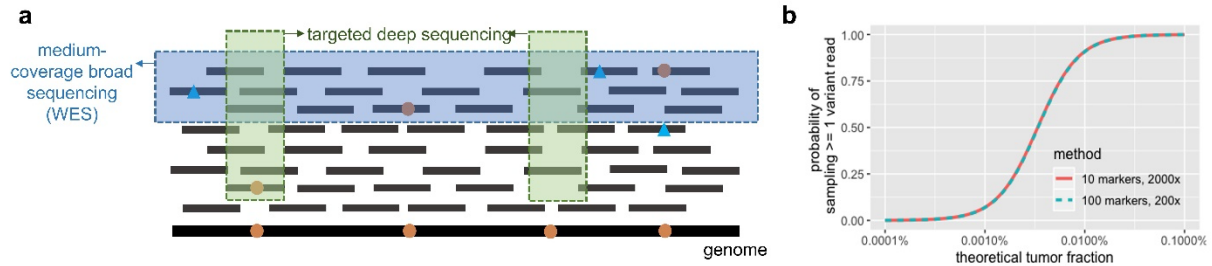 a
targeted deep sequencing
medium-
coverage broad
sequencing
(WES)
genome
b
1.00
0.75
0.50
0.25
0.00
probability of
sampling >= 1 variant read
method
10 markers, 2000x
100 markers, 200x
0.0001%
0.0010%
0.0100%
0.1000%
theoretical tumor fraction